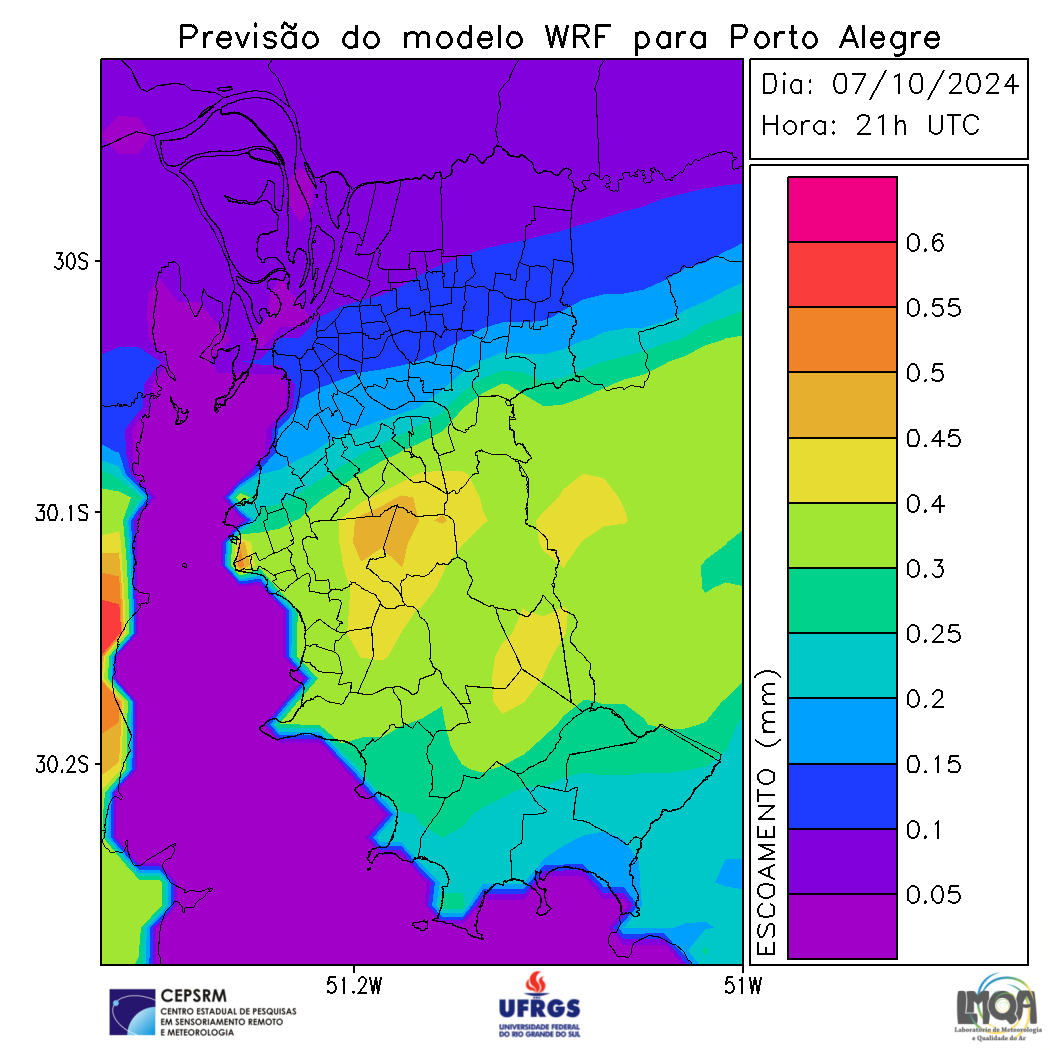 Previsão do modelo WRF para Porto Alegre
Dia: 07/10/2024
Hora: 21h UTC
30S
30.1S
30.2S
51.2W
51W
ESCOAMENTO (mm)
0.6
0.55
0.5
0.45
0.4
0.3
0.25
0.2
0.15
0.1
0.05
CEPSRM
CENTRO ESTADUAL DE PESQUISAS
EM SENSORIAMENTO REMOTO
E METEOROLOGIA
UFRGS
UNIVERSIDADE FEDERAL
DO RIO GRANDE DO SUL
LMQA
Laboratório de Meteorologia
e Qualidade do Ar